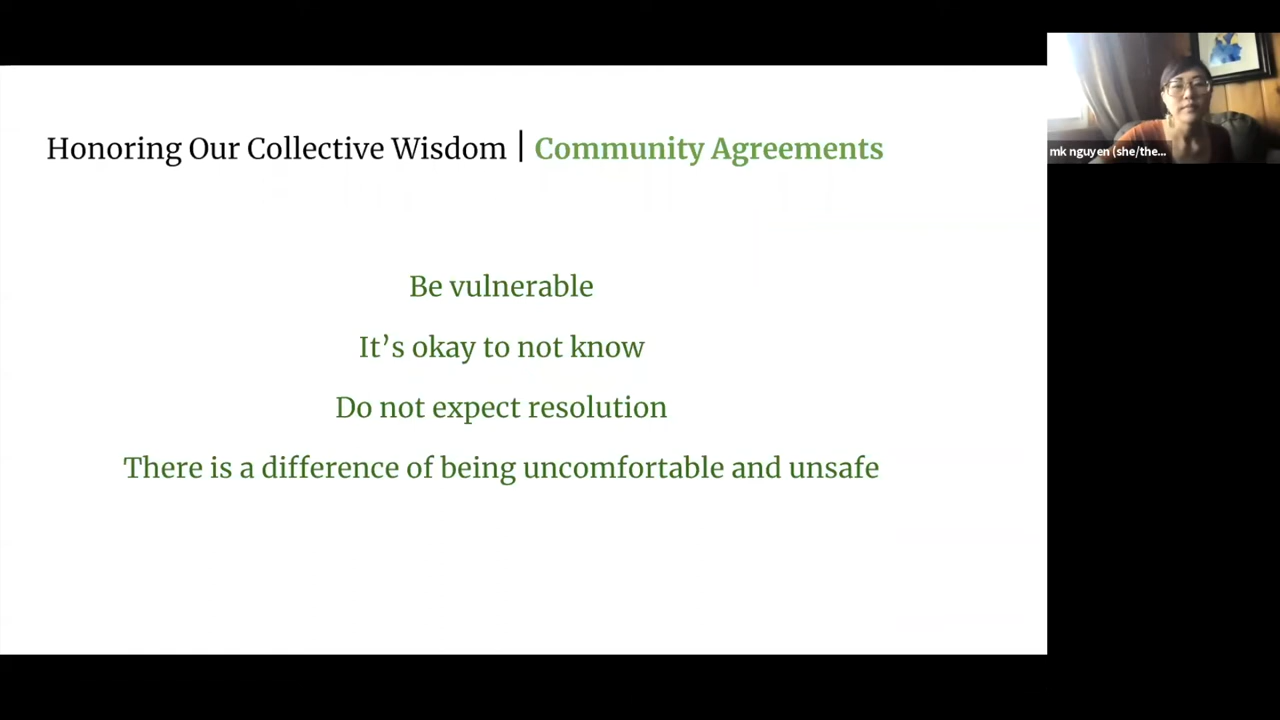 Honoring Our Collective Wisdom | Community Agreements
mk nguyen (she/the...
Be vulnerable
It’s okay to not know
Do not expect resolution
There is a difference of being uncomfortable and unsafe